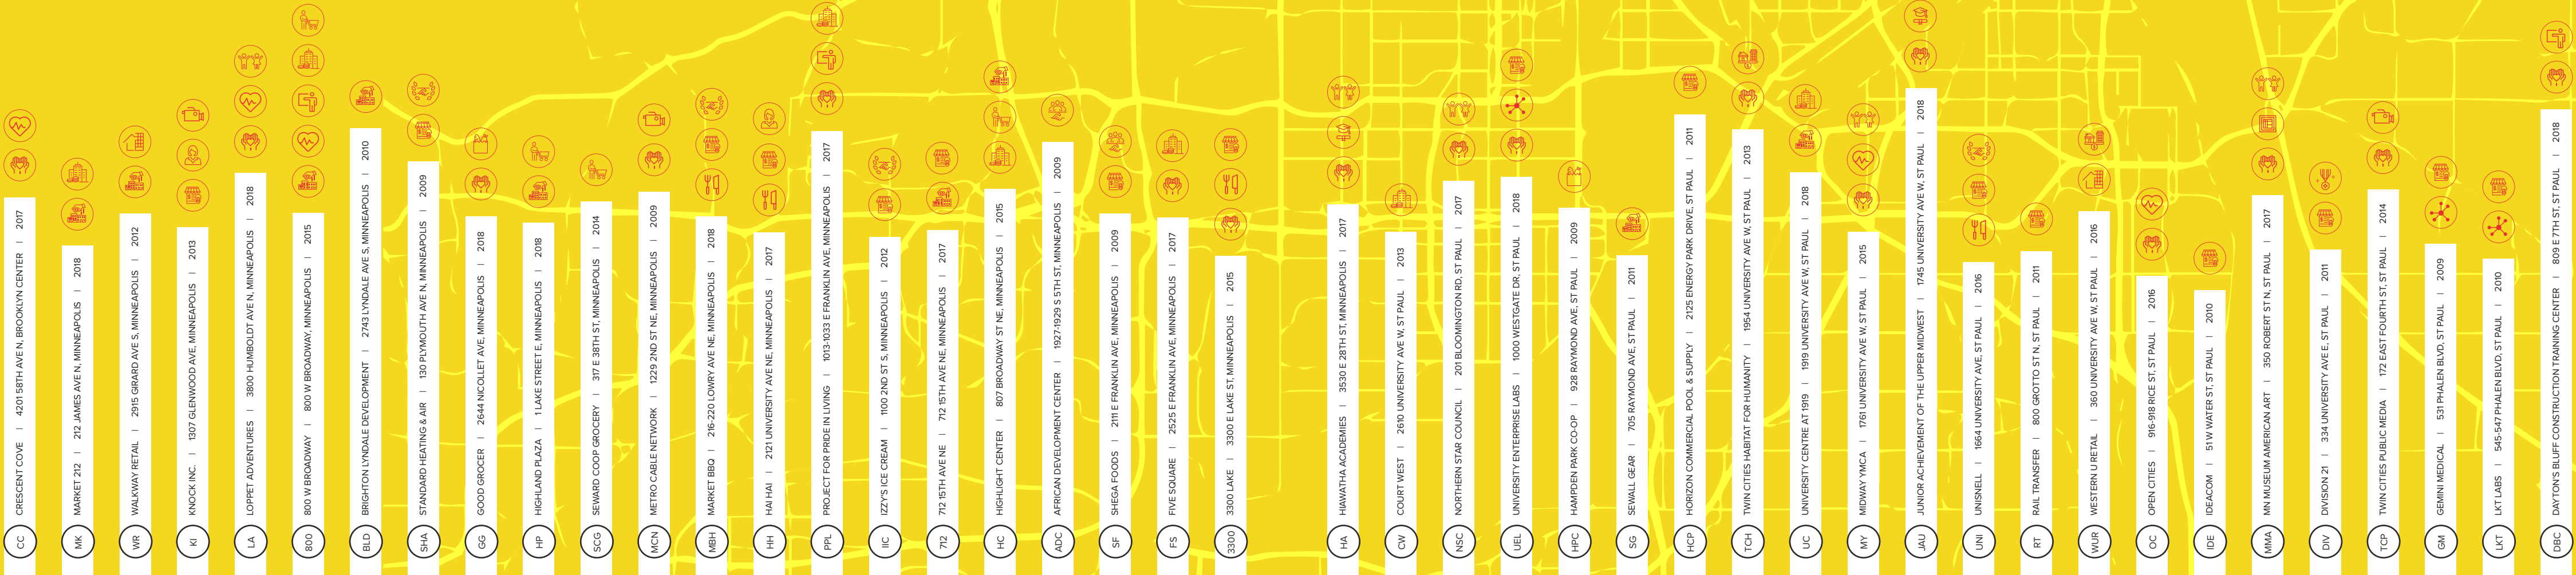 CRESCENT COVE | 4201 58TH AVE N, BROOKLYN CENTER | 2017
CC
MARKET 212 | 212 JAMES AVE N, MINNEAPOLIS | 2018
MK
WALKWAY RETAIL | 2915 GIRARD AVE S, MINNEAPOLIS | 2012
WR
KNOCK INC. | 1307 GLENWOOD AVE, MINNEAPOLIS | 2013
KI
LOPPET ADVENTURES | 3800 HUMBOLDT AVE N, MINNEAPOLIS | 2018
LA
800 W BROADWAY | 800 W BROADWAY, MINNEAPOLIS | 2015
800
BRIGHTON LYNDALE DEVELOPMENT | 2743 LYNDALE AVE S, MINNEAPOLIS | 2010
BLD
STANDARD HEATING & AIR | 130 PLYMOUTH AVE N, MINNEAPOLIS | 2009
SHA
GOOD GROCER | 2644 NICOLLET AVE, MINNEAPOLIS | 2018
GG
HIGHLAND PLAZA | 1 LAKE STREET E, MINNEAPOLIS | 2018
HP
SEWARD COOP GROCERY | 317 E 38TH ST, MINNEAPOLIS | 2014
SCG
METRO CABLE NETWORK | 1229 2ND ST NE, MINNEAPOLIS | 2009
MCN
MARKET BBQ | 216-220 LOWRY AVE NE, MINNEAPOLIS | 2018
MBH
HAI HAI | 2121 UNIVERSITY AVE NE, MINNEAPOLIS | 2017
HH
PROJECT FOR PRIDE IN LIVING | 1013-1033 E FRANKLIN AVE, MINNEAPOLIS | 2017
PPL
IZZY'S ICE CREAM | 1100 2ND ST S, MINNEAPOLIS | 2012
IIC
712 15TH AVE NE | 712 15TH AVE NE, MINNEAPOLIS | 2017
712
HIGHLIGHT CENTER | 807 BROADWAY ST NE, MINNEAPOLIS | 2015
HC
AFRICAN DEVELOPMENT CENTER | 1927-1929 S 5TH ST, MINNEAPOLIS | 2009
ADC
SHEGA FOODS | 2111 E FRANKLIN AVE, MINNEAPOLIS | 2009
SF
FIVE SQUARE | 2525 E FRANKLIN AVE, MINNEAPOLIS | 2017
FS
3300 LAKE | 3300 E LAKE ST, MINNEAPOLIS | 2015
3300
HIAWATHA ACADEMIES | 3530 E 28TH ST, MINNEAPOLIS | 2017
HA
COURT WEST | 2610 UNIVERSITY AVE W, ST PAUL | 2013
CW
NORTHERN STAR COUNCIL | 201 BLOOMINGTON RD, ST PAUL | 2017
NSC
UNIVERSITY ENTERPRISE LABS | 1000 WESTGATE DR, ST PAUL | 2018
UEL
HAMPDEN PARK CO-OP | 928 RAYMOND AVE, ST PAUL | 2009
HPC
SEWALL GEAR | 705 RAYMOND AVE, ST PAUL | 2011
SG
HORIZON COMMERCIAL POOL & SUPPLY | 2125 ENERGY PARK DRIVE, ST PAUL | 2011
HCP
TWIN CITIES HABITAT FOR HUMANITY | 1954 UNIVERSITY AVE W, ST PAUL | 2013
TCH
UNIVERSITY CENTRE AT 1919 | 1919 UNIVERSITY AVE W, ST PAUL | 2018
UC
MIDWAY YMCA | 1761 UNIVERSITY AVE W, ST PAUL | 2015
MY
JUNIOR ACHIEVEMENT OF THE UPPER MIDWEST | 1745 UNIVERSITY AVE W, ST PAUL | 2018
JAU
UNISNELL | 1664 UNIVERSITY AVE, ST PAUL | 2016
UNI
RAIL TRANSFER | 800 GROTTO ST N, ST PAUL | 2011
RT
WESTERN U RETAIL | 360 UNIVERSITY AVE W, ST PAUL | 2016
WUR
OPEN CITIES | 916-918 RICE ST, ST PAUL | 2016
OC
IDEACOM | 51 W WATER ST, ST PAUL | 2010
IDE
MN MUSEUM AMERICAN ART | 350 ROBERT ST N, ST PAUL | 2017
MMA
DIVISION 21 | 334 UNIVERSITY AVE E, ST PAUL | 2011
DIV
TWIN CITIES PUBLIC MEDIA | 172 EAST FOURTH ST, ST PAUL | 2014
TCP
GEMINI MEDICAL | 531 PHALEN BLVD, ST PAUL | 2009
GM
LKT LABS | 545-547 PHALEN BLVD, ST PAUL | 2010
LKT
DAYTON'S BLUFF CONSTRUCTION TRAINING CENTER | 809 E 7TH ST, ST PAUL | 2018
DBC